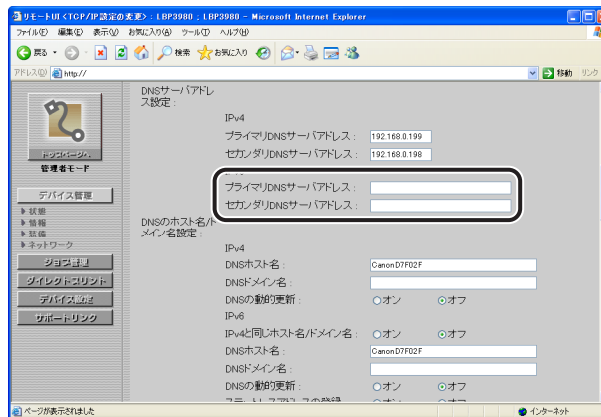 リモートUI <TCP/IP設定の変更> : LBP3980 ; LBP3980 - Microsoft Internet Explorer
ファイル(F) 編集(E) 表示(V) お気に入り(A) ツール(T) ヘルプ(H)
戻る 検索 お気に入り
アドレス(D) http:// 移動 リンク
DNSサーバアドレス設定 :
IPv4
プライマリDNSサーバアドレス : 192.168.0.199
セカンダリDNSサーバアドレス : 192.168.0.198
プライマリDNSサーバアドレス :
セカンダリDNSサーバアドレス :
DNSのホスト名/ドメイン名設定 :
IPv4
DNSホスト名 : CanonD7F02F
DNSドメイン名 :
DNSの動的更新 : オン オフ
IPv6
IPv4と同じホスト名/ドメイン名 : オン オフ
DNSホスト名 : CanonD7F02F
DNSドメイン名 :
DNSの動的更新 : オン オフ
トップページへ
管理者モード
デバイス管理
状態
情報
装備
ネットワーク
ジョブ管理
ダイレクトプリント
デバイス設定
サポートリンク
ページが表示されました インターネット